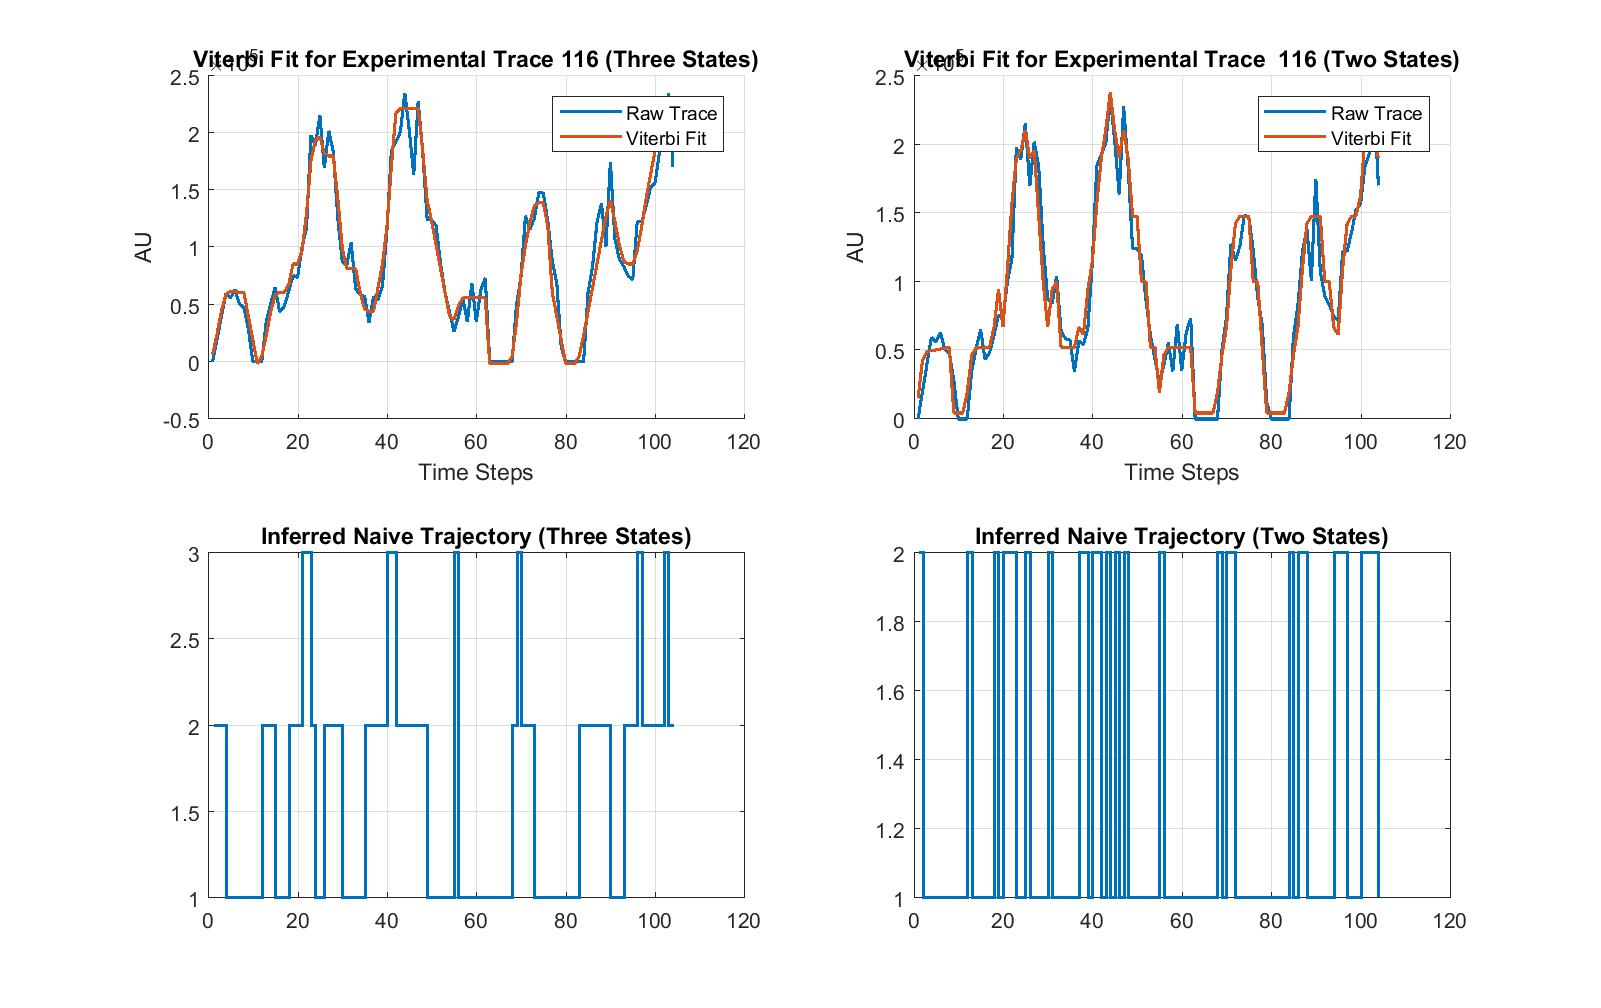 Viterbi Fit for Experimental Trace 116 (Three States)
×10^5
2.5
2
1.5
1
0.5
0
-0.5
AU
0 20 40 60 80 100 120
Time Steps
Raw Trace
Viterbi Fit
Viterbi Fit for Experimental Trace  116 (Two States)
×10^5
2.5
2
1.5
1
0.5
0
AU
0 20 40 60 80 100 120
Time Steps
Raw Trace
Viterbi Fit
Inferred Naive Trajectory (Three States)
3
2.5
2
1.5
1
0 20 40 60 80 100 120
Inferred Naive Trajectory (Two States)
2
1.8
1.6
1.4
1.2
1
0 20 40 60 80 100 120